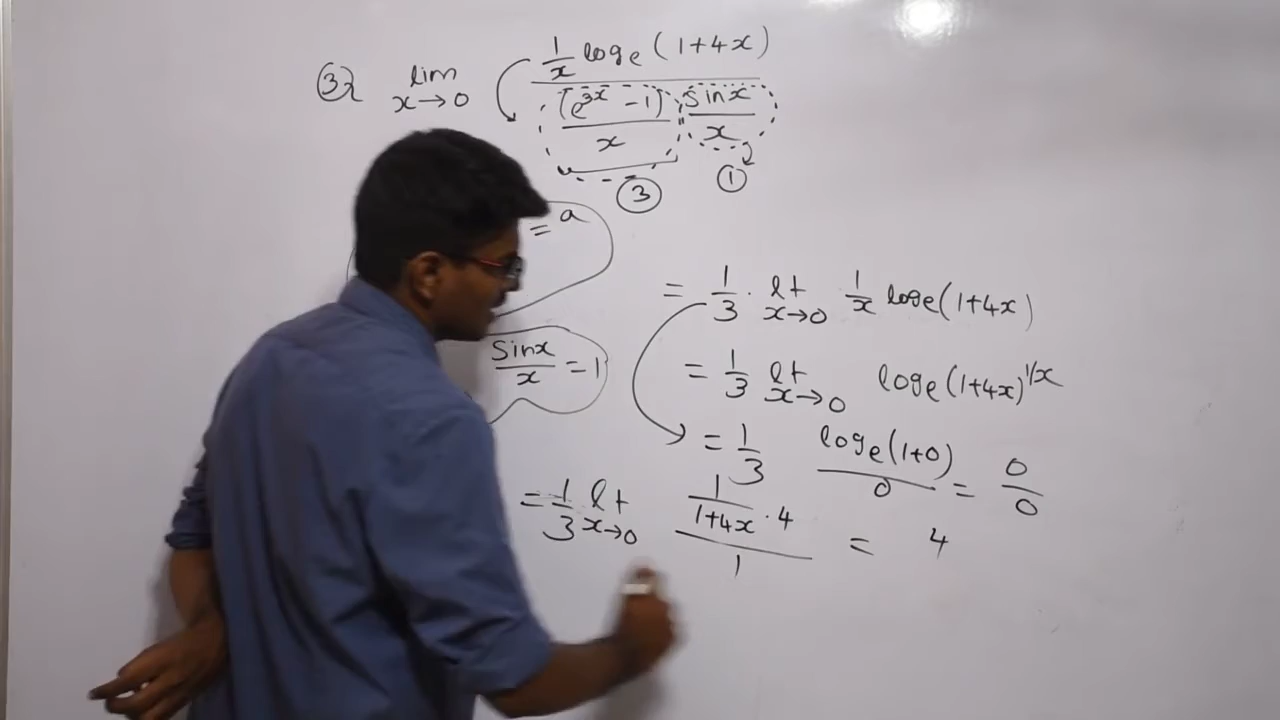 3) lim x→0 (1/x logₑ(1+4x)) / ((e³ˣ -1)/x · sinx/x)
③ ①
= a
= 1/3 · lt x→0 1/x logₑ(1+4x)
sinx/x = 1
= 1/3 lt x→0 logₑ(1+4x)^1/x
= 1/3 logₑ(1+0)/0 = 0/0
= 1/3 lt x→0 (1/(1+4x) · 4)/1 = 4